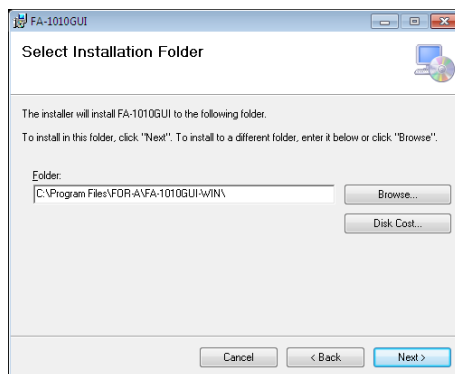 FA-1010GUI
Select Installation Folder
The installer will install FA-1010GUI to the following folder.
To install in this folder, click "Next". To install to a different folder, enter it below or click "Browse".
Folder:
C:\Program Files\FOR-A\FA-1010GUI-WIN\
Browse...
Disk Cost...
Cancel
< Back
Next >